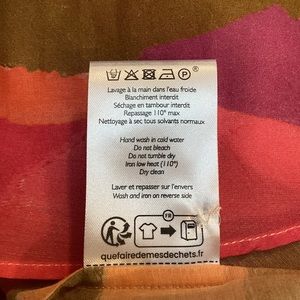 Lavage à la main dans l'eau froide
Blanchiment interdit
Séchage en tambour interdit
Repassage 110° max
Nettoyage à sec tous solvants normaux
Hand wash in cold water
Do not bleach
Do not tumble dry
Iron low heat (110°)
Dry clean
Laver et repasser sur l'envers
Wash and iron on reverse side
FR
quefairedemesdechets.fr